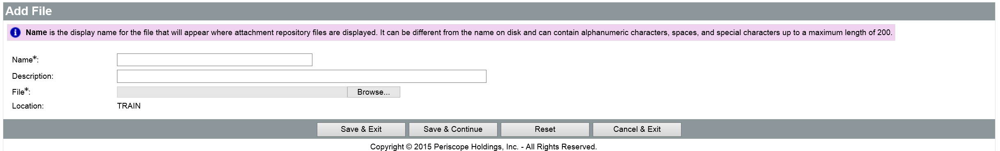 Add File
Name is the display name for the file that will appear where attachment repository files are displayed. It can be different from the name on disk and can contain alphanumeric characters, spaces, and special characters up to a maximum length of 200.
Name*:
Description:
File*: Browse...
Location: TRAIN
Save & Exit Save & Continue Reset Cancel & Exit
Copyright © 2015 Periscope Holdings, Inc. - All Rights Reserved.